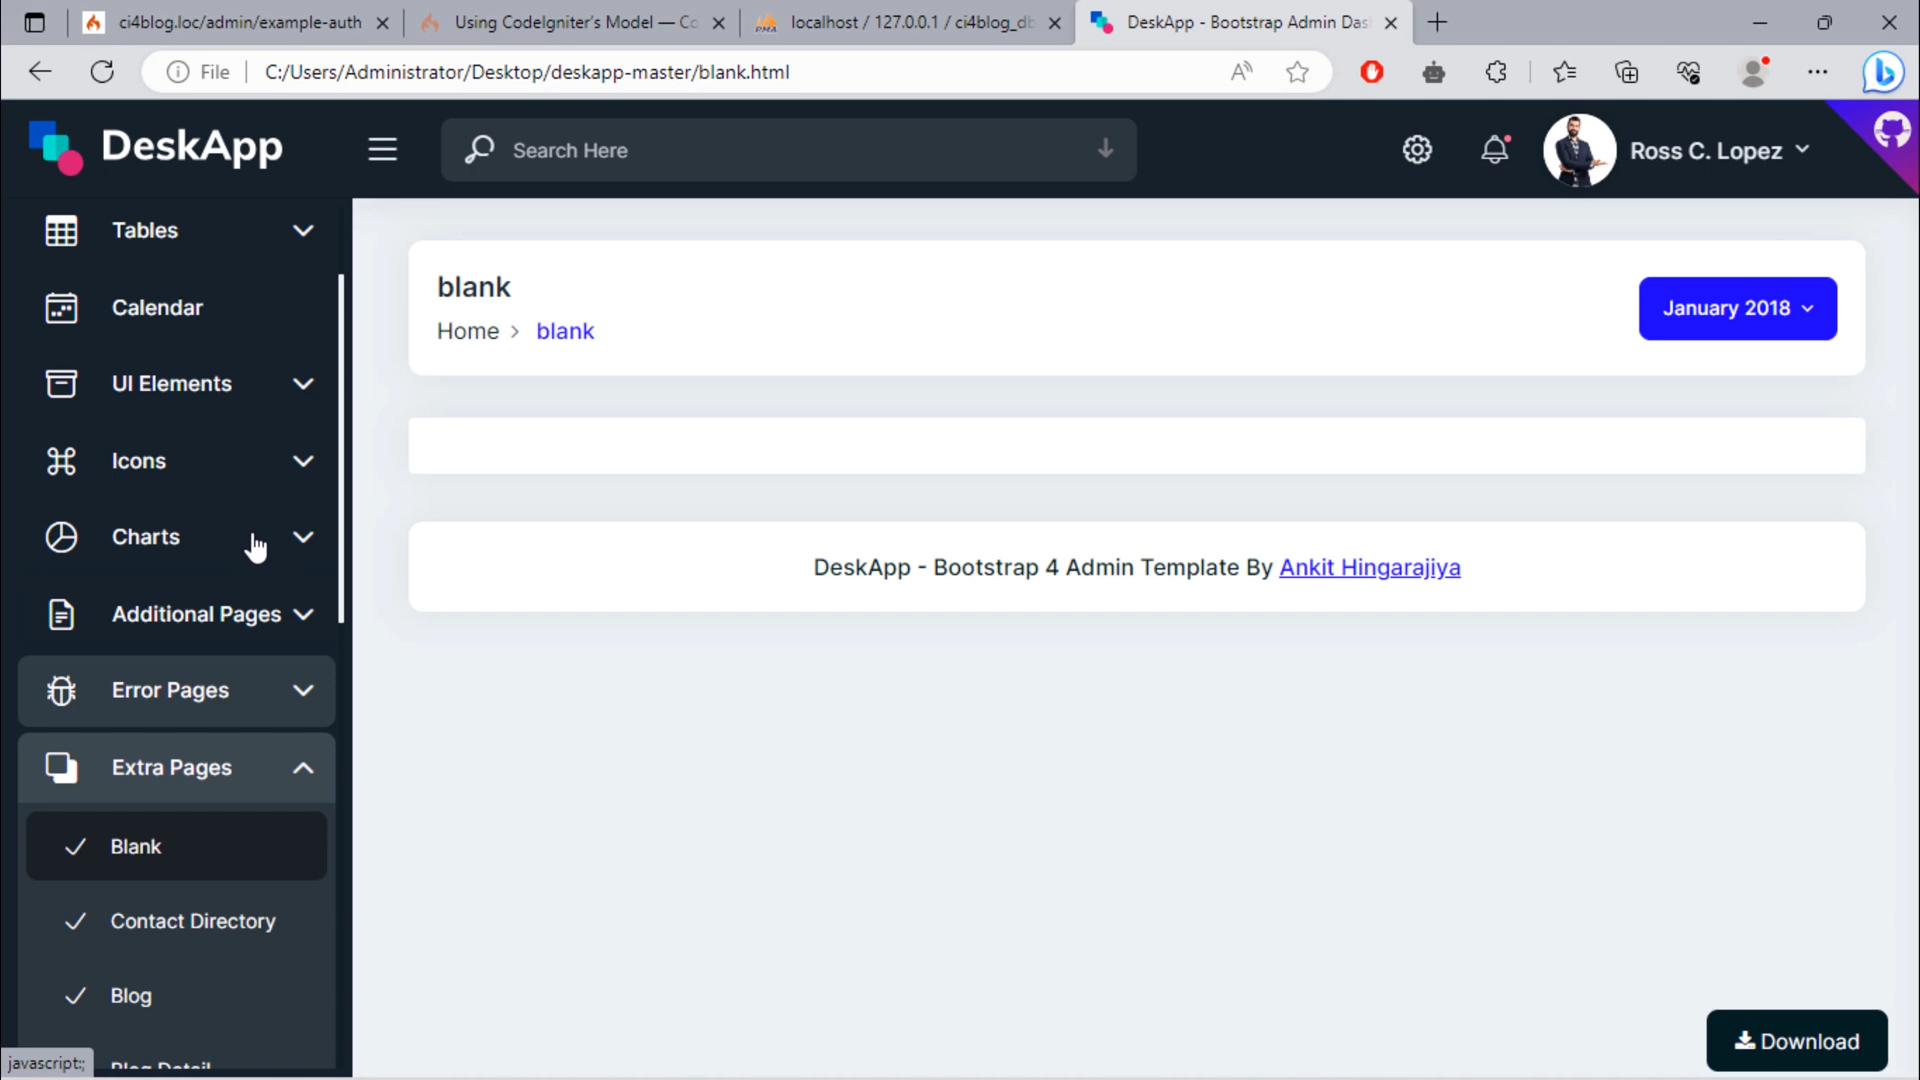 ci4blog.loc/admin/example-auth
Using CodeIgniter's Model — Co
PMA localhost / 127.0.0.1 / ci4blog_db
DeskApp - Bootstrap Admin Das
File C:/Users/Administrator/Desktop/deskapp-master/blank.html
DeskApp
Search Here
Ross C. Lopez
Tables
Calendar
UI Elements
Icons
Charts
Additional Pages
Error Pages
Extra Pages
Blank
Contact Directory
Blog
Blog Detail
javascript:;
blank
Home > blank
January 2018
DeskApp - Bootstrap 4 Admin Template By Ankit Hingarajiya
Download